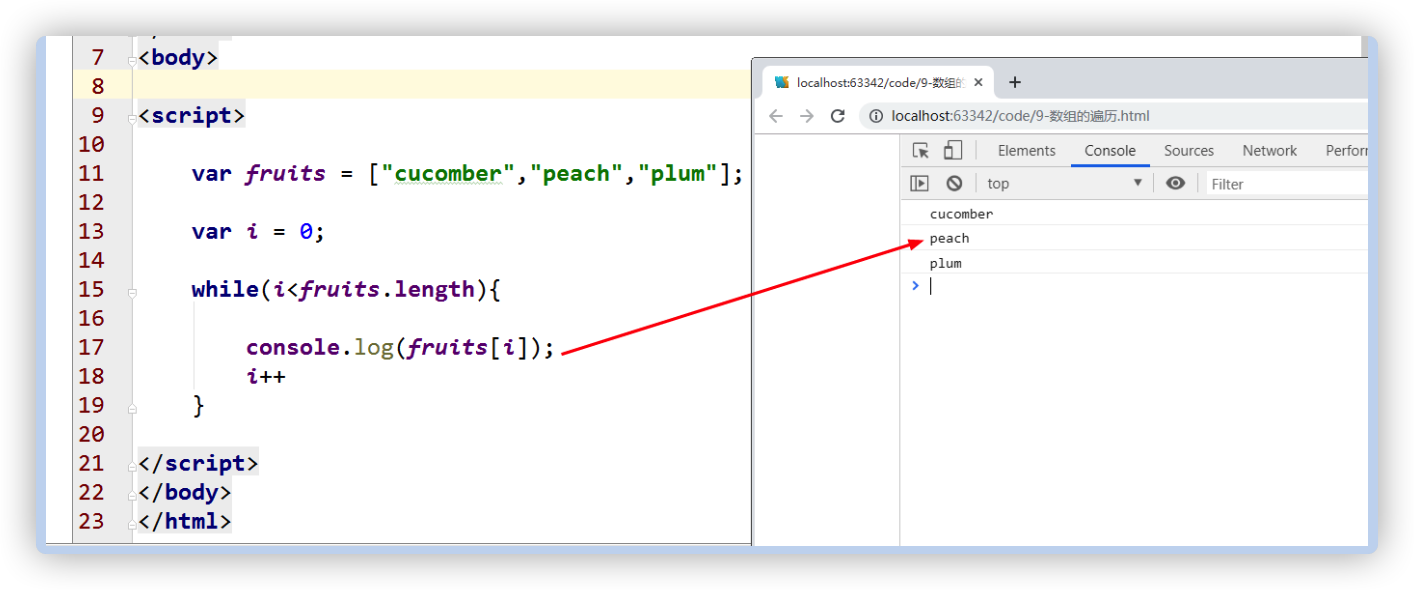 7 <body>
8
9 <script>
10
11 var fruits = ["cucomber","peach","plum"];
12
13 var i = 0;
14
15 while(i<fruits.length){
16
17 console.log(fruits[i]);
18 i++
19 }
20
21 </script>
22 </body>
23 </html>
localhost:63342/code/9-数组的
localhost:63342/code/9-数组的遍历.html
Elements Console Sources Network Perfor
top Filter
cucomber
peach
plum
>